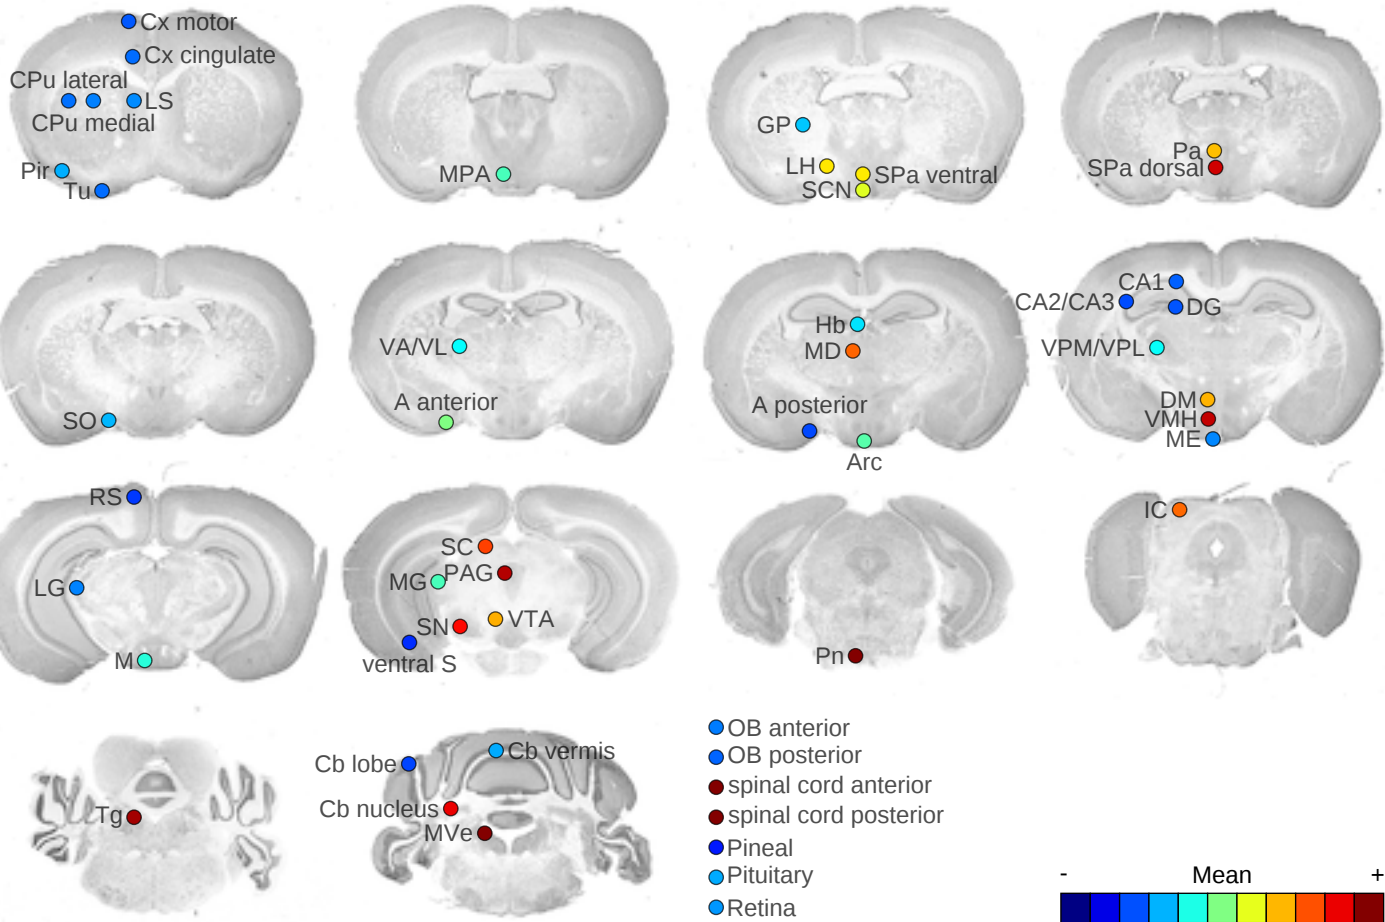 Cx motor
Cx cingulate
CPu lateral
LS
CPu medial
Pir
Tu
MPA
GP
LH
SPa ventral
SCN
Pa
SPa dorsal
SO
VA/VL
A anterior
Hb
MD
A posterior
Arc
CA1
CA2/CA3
DG
VPM/VPL
DM
VMH
ME
RS
LG
M
SC
MG
PAG
SN
VTA
ventral S
Pn
IC
Tg
Cb lobe
Cb vermis
Cb nucleus
MVe
OB anterior
OB posterior
spinal cord anterior
spinal cord posterior
Pineal
Pituitary
Retina
- Mean +